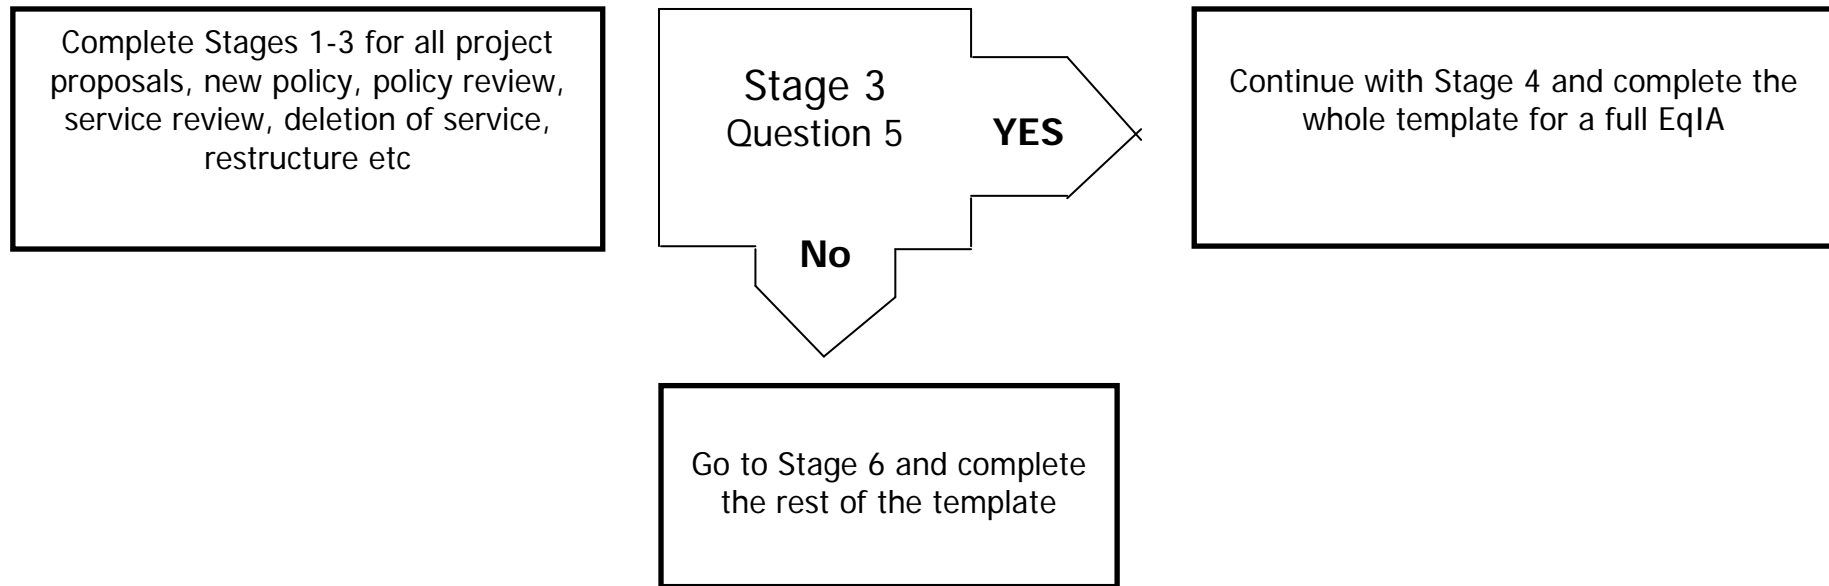 Complete Stages 1-3 for all project
proposals, new policy, policy review,
service review, deletion of service,
restructure etc
Stage 3
Question 5
YES
No
Continue with Stage 4 and complete the
whole template for a full EqIA
Go to Stage 6 and complete
the rest of the template